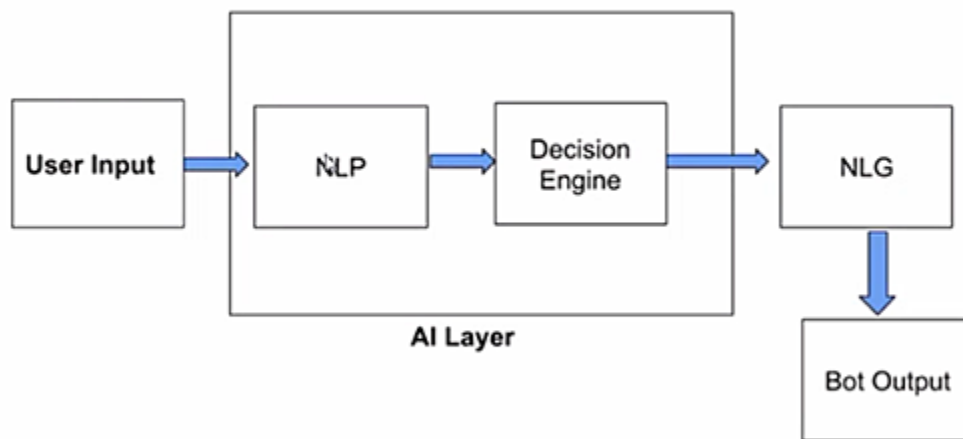 User Input
NLP
Decision
Engine
NLG
AI Layer
Bot Output